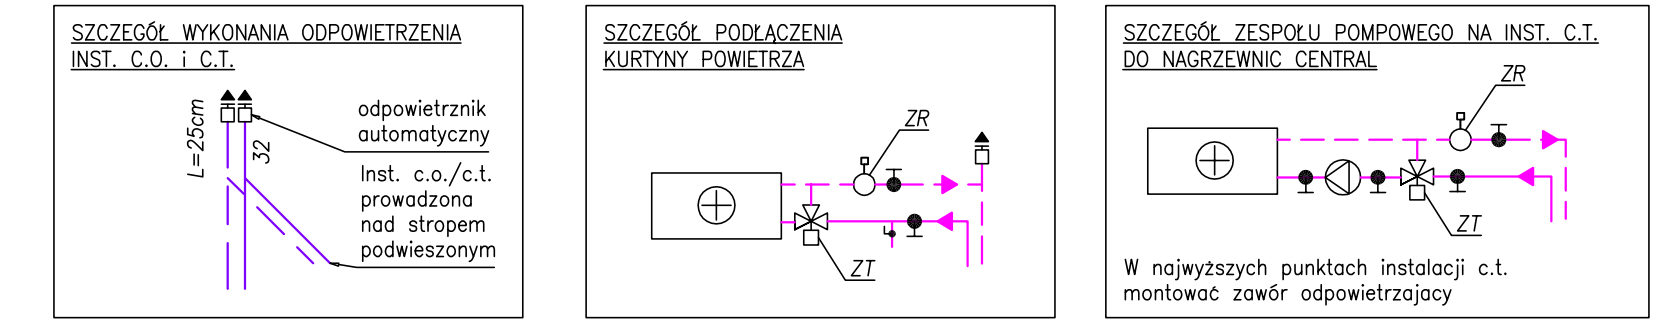 SZCZEGÓŁ WYKONANIA ODPOWIETRZENIA
INST. C.O. i C.T.
L=25cm
32
odpowietrznik
automatyczny
Inst. c.o./c.t.
prowadzona
nad stropem
podwieszonym
SZCZEGÓŁ PODŁĄCZENIA
KURTYNY POWIETRZA
ZR
ZT
SZCZEGÓŁ ZESPOŁU POMPOWEGO NA INST. C.T.
DO NAGRZEWNIC CENTRAL
ZR
ZT
W najwyższych punktach instalacji c.t.
montować zawór odpowietrzajacy